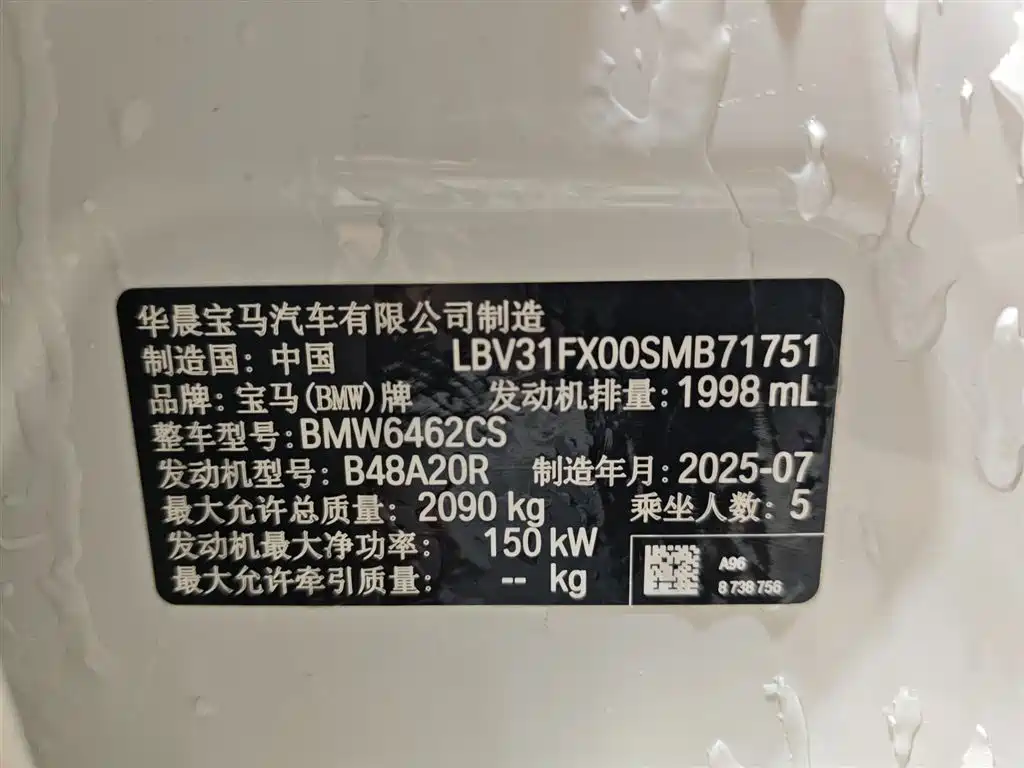 华晨宝马汽车有限公司制造
制造国：中国 LBV31FX00SMB71751
品牌：宝马(BMW)牌 发动机排量：1998 mL
整车型号：BMW6462CS
发动机型号：B48A20R 制造年月：2025-07
最大允许总质量：2090 kg 乘坐人数：5
发动机最大净功率：150 kW
最大允许牵引质量：-- kg
A96
8 738 756